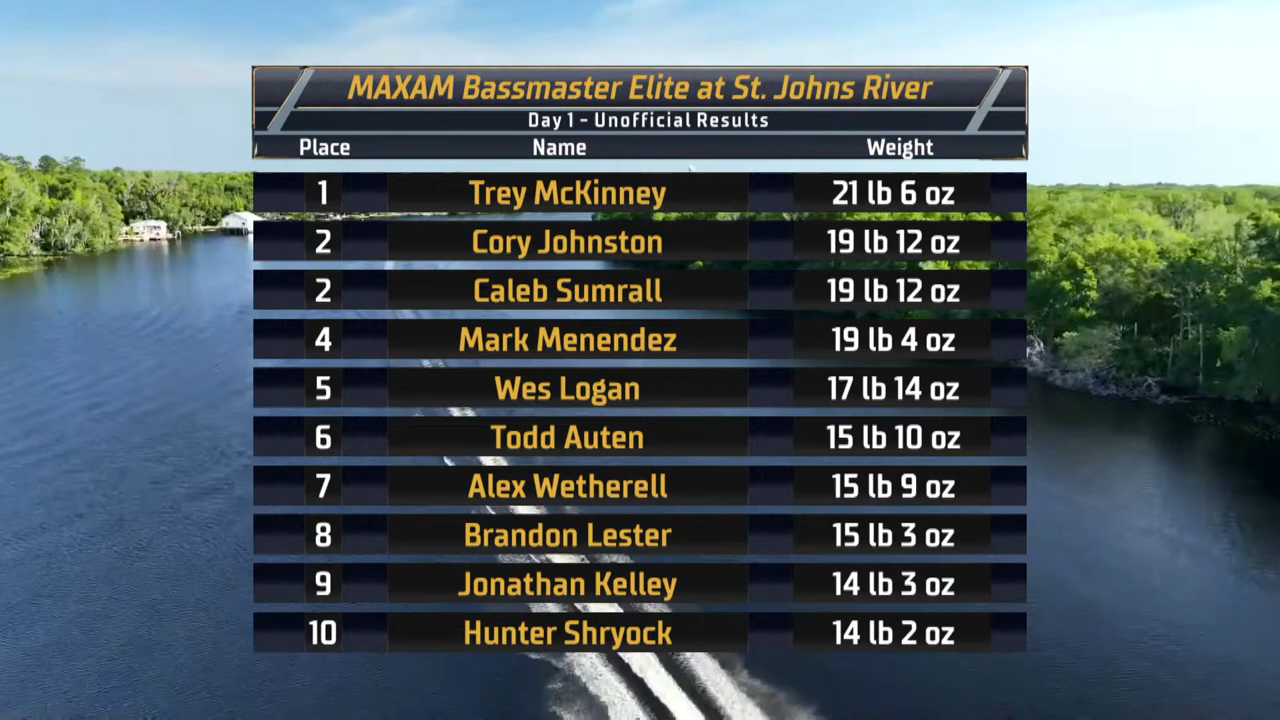 MAXAM Bassmaster Elite at St. Johns River
Day 1 - Unofficial Results
Place Name Weight
1 Trey McKinney 21 lb 6 oz
2 Cory Johnston 19 lb 12 oz
2 Caleb Sumrall 19 lb 12 oz
4 Mark Menendez 19 lb 4 oz
5 Wes Logan 17 lb 14 oz
6 Todd Auten 15 lb 10 oz
7 Alex Wetherell 15 lb 9 oz
8 Brandon Lester 15 lb 3 oz
9 Jonathan Kelley 14 lb 3 oz
10 Hunter Shryock 14 lb 2 oz